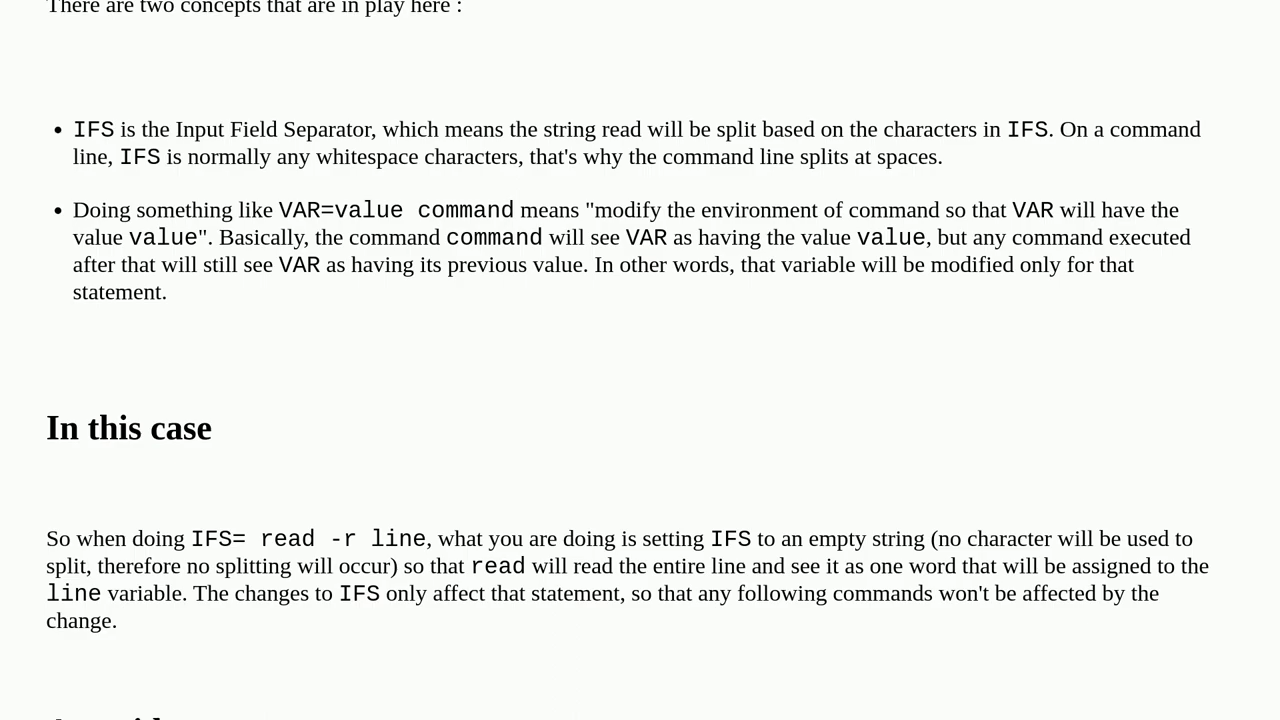 There are two concepts that are in play here :
• IFS is the Input Field Separator, which means the string read will be split based on the characters in IFS. On a command
line, IFS is normally any whitespace characters, that's why the command line splits at spaces.
• Doing something like VAR=value command means "modify the environment of command so that VAR will have the
value value". Basically, the command command will see VAR as having the value value, but any command executed
after that will still see VAR as having its previous value. In other words, that variable will be modified only for that
statement.
In this case
So when doing IFS= read -r line, what you are doing is setting IFS to an empty string (no character will be used to
split, therefore no splitting will occur) so that read will read the entire line and see it as one word that will be assigned to the
line variable. The changes to IFS only affect that statement, so that any following commands won't be affected by the
change.